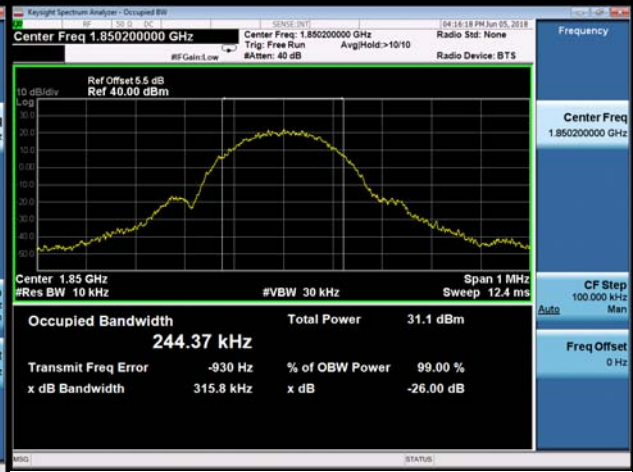 Keysight Spectrum Analyzer - Occupied BW
RF 50 Ω DC SENSE:INT 04:16:18 PM Jun 05, 2018
Center Freq 1.850200000 GHz
Center Freq: 1.850200000 GHz
Radio Std: None
Trig: Free Run Avg|Hold:>10/10
#IFGain:Low #Atten: 40 dB Radio Device: BTS
Frequency
Ref Offset 5.5 dB
10 dB/div Ref 40.00 dBm
Log
30.0
20.0
10.0
0.00
-10.0
-20.0
-30.0
-40.0
-50.0
Center Freq
1.850200000 GHz
Center 1.85 GHz Span 1 MHz
#Res BW 10 kHz #VBW 30 kHz Sweep 12.4 ms
CF Step
100.000 kHz
Auto Man
Occupied Bandwidth Total Power 31.1 dBm
244.37 kHz
Transmit Freq Error -930 Hz % of OBW Power 99.00 %
x dB Bandwidth 315.8 kHz x dB -26.00 dB
Freq Offset
0 Hz
MSG STATUS